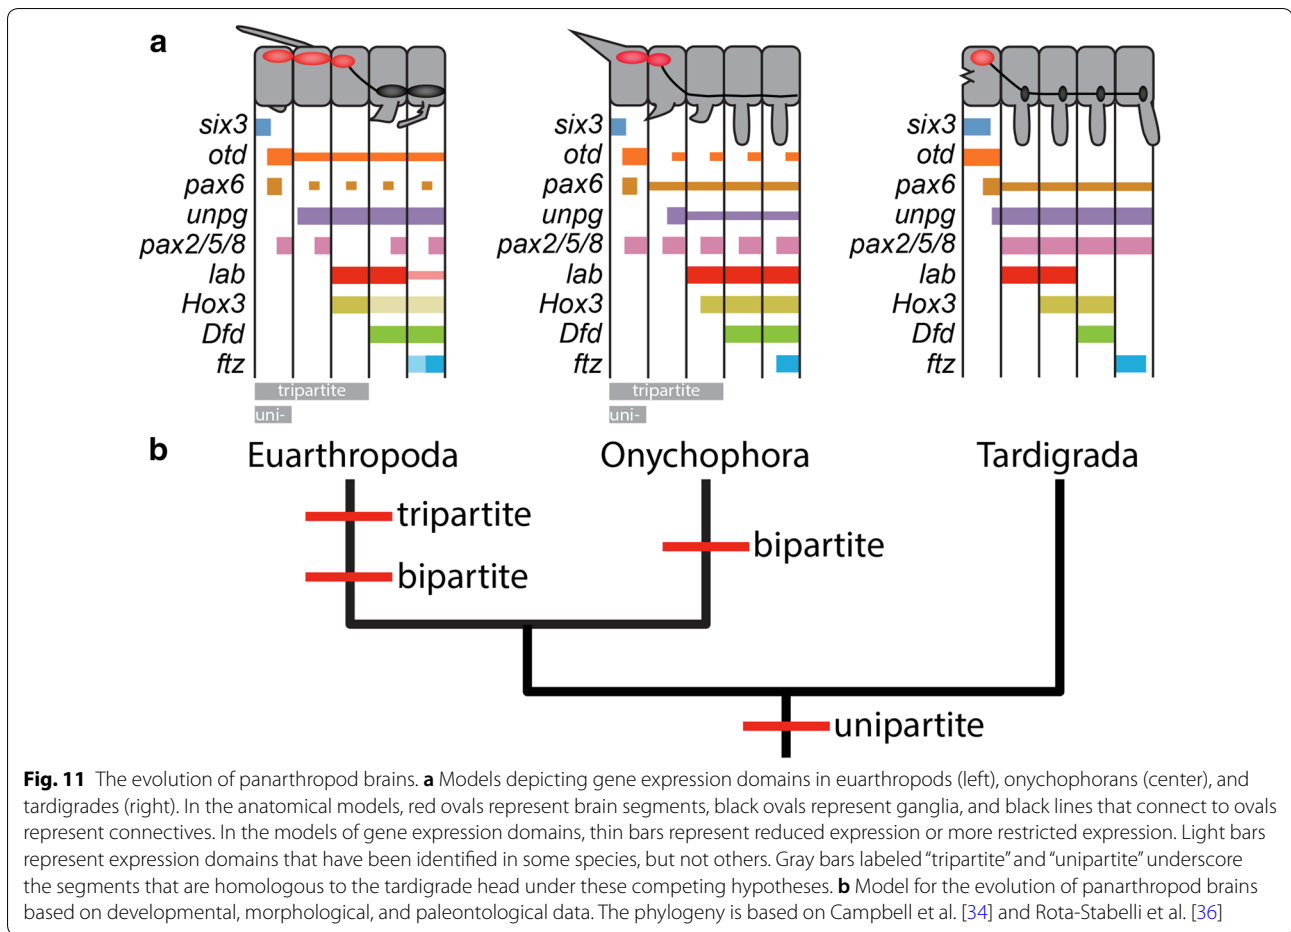 a
six3
otd
pax6
unpg
pax2/5/8
lab
Hox3
Dfd
ftz
tripartite
uni-
six3
otd
pax6
unpg
pax2/5/8
lab
Hox3
Dfd
ftz
tripartite
uni-
six3
otd
pax6
unpg
pax2/5/8
lab
Hox3
Dfd
ftz
b
Euarthropoda
Onychophora
Tardigrada
tripartite
bipartite
bipartite
unipartite
Fig. 11 The evolution of panarthropod brains. a Models depicting gene expression domains in euarthropods (left), onychophorans (center), and
tardigrades (right). In the anatomical models, red ovals represent brain segments, black ovals represent ganglia, and black lines that connect to ovals
represent connectives. In the models of gene expression domains, thin bars represent reduced expression or more restricted expression. Light bars
represent expression domains that have been identified in some species, but not others. Gray bars labeled “tripartite” and “unipartite” underscore
the segments that are homologous to the tardigrade head under these competing hypotheses. b Model for the evolution of panarthropod brains
based on developmental, morphological, and paleontological data. The phylogeny is based on Campbell et al. [34] and Rota-Stabelli et al. [36]